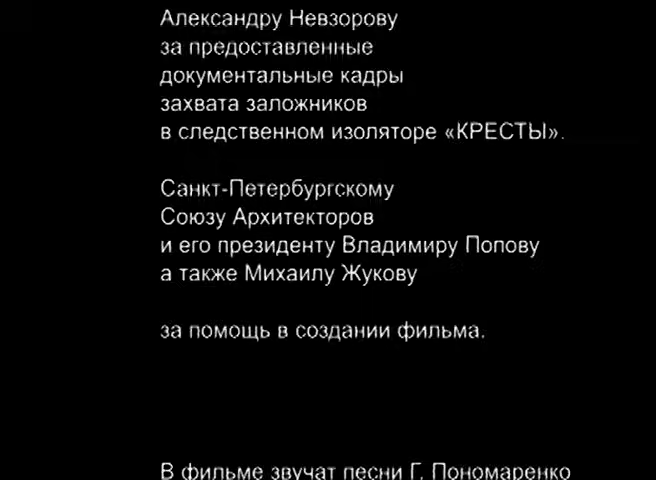 Александру Невзорову
за предоставленные
документальные кадры
захвата заложников
в следственном изоляторе «КРЕСТЫ».
Санкт-Петербургскому
Союзу Архитекторов
и его президенту Владимиру Попову
а также Михаилу Жукову
за помощь в создании фильма.
В фильме звучат песни Г. Пономаренко